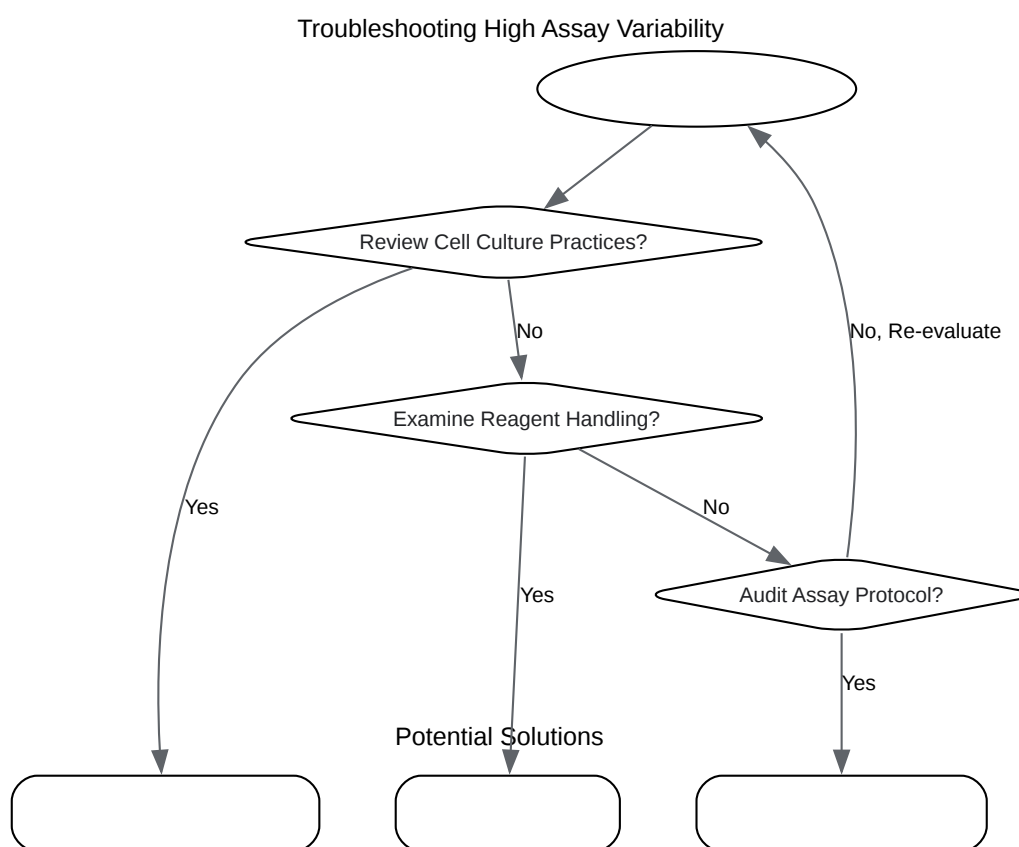 Troubleshooting High Assay Variability
Review Cell Culture Practices?
No
No, Re-evaluate
Examine Reagent Handling?
Yes
No
Yes
Audit Assay Protocol?
Yes
Potential Solutions